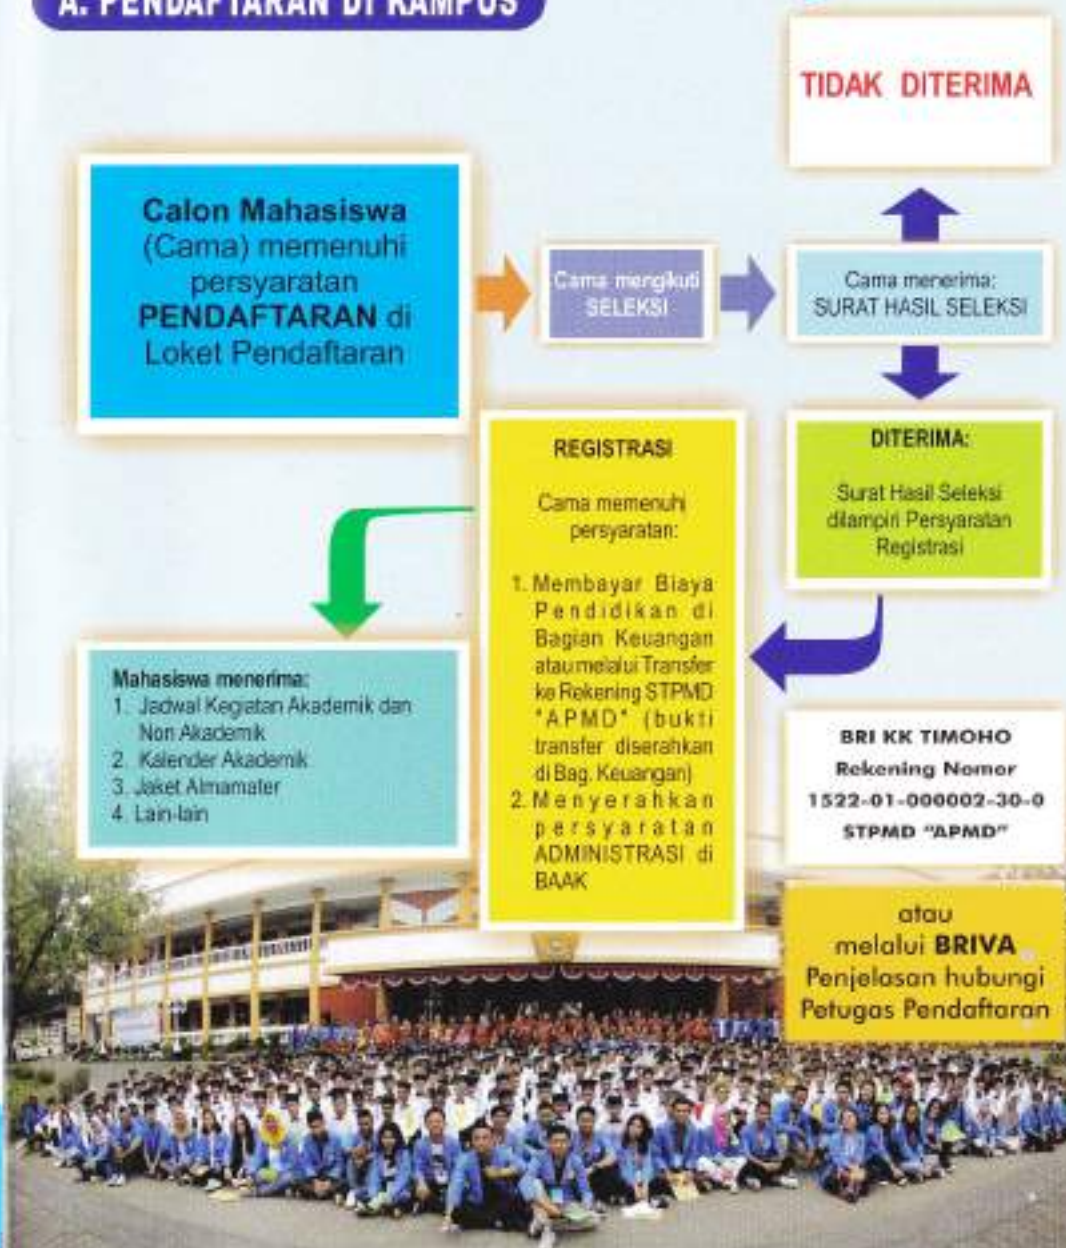 A. PENDAFTARAN DI KAMPUS
Calon Mahasiswa
(Cama) memenuhi
persyaratan
PENDAFTARAN di
Loket Pendaftaran
Cama mengikuti
SELEKSI
Cama menerima:
SURAT HASIL SELEKSI
TIDAK DITERIMA
DITERIMA:
Surat Hasil Seleksi
dilampiri Persyaratan
Registrasi
REGISTRASI
Cama memenuhi
persyaratan:
1. Membayar Biaya
Pendidikan di
Bagian Keuangan
atau melalui Transfer
ke Rekening STPMD
"APMD" (bukti
transfer diserahkan
di Bag. Keuangan)
2. Menyerahkan
persyaratan
ADMINISTRASI di
BAAK
Mahasiswa menerima:
1. Jadwal Kegiatan Akademik dan
Non Akademik
2. Kalender Akademik
3. Jaket Almamater
4. Lain-lain
BRI KK TIMOHO
Rekening Nomor
1522-01-000002-30-0
STPMD "APMD"
atau
melalui BRIVA
Penjelasan hubungi
Petugas Pendaftaran